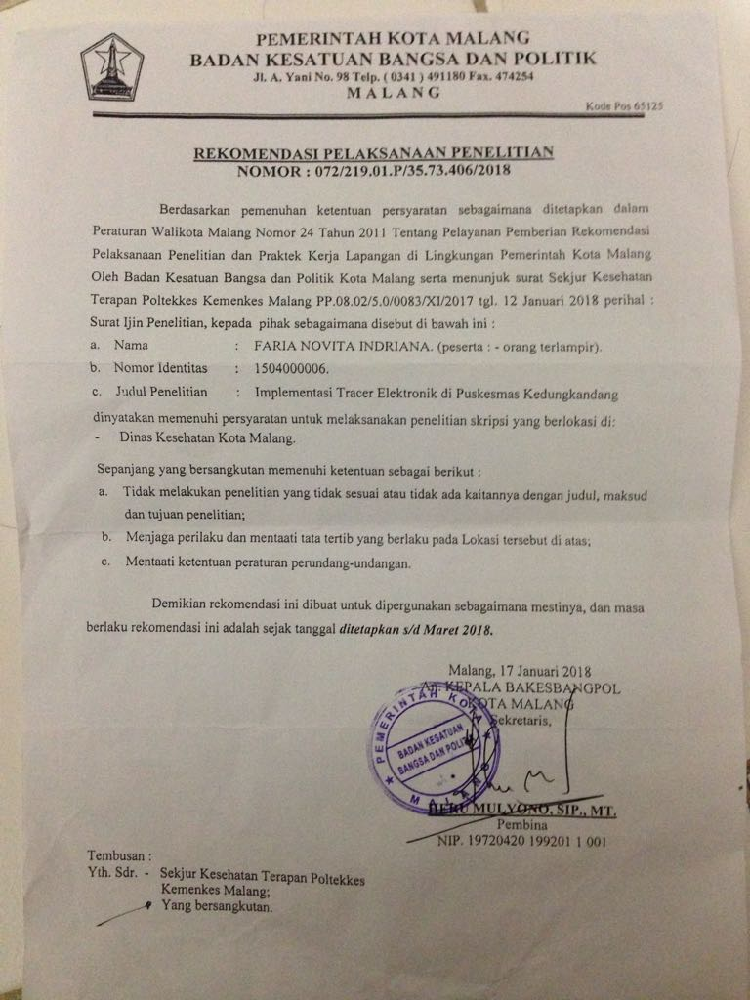 PEMERINTAH KOTA MALANG
BADAN KESATUAN BANGSA DAN POLITIK
Jl. A. Yani No. 98 Telp. ( 0341 ) 491180 Fax. 474254
M A L A N G
Kode Pos 65125
REKOMENDASI PELAKSANAAN PENELITIAN
NOMOR : 072/219.01.P/35.73.406/2018
Berdasarkan pemenuhan ketentuan persyaratan sebagaimana ditetapkan dalam
Peraturan Walikota Malang Nomor 24 Tahun 2011 Tentang Pelayanan Pemberian Rekomendasi
Pelaksanaan Penelitian dan Praktek Kerja Lapangan di Lingkungan Pemerintah Kota Malang
Oleh Badan Kesatuan Bangsa dan Politik Kota Malang serta menunjuk surat Sekjur Kesehatan
Terapan Poltekkes Kemenkes Malang PP.08.02/5.0/0083/XI/2017 tgl. 12 Januari 2018 perihal :
Surat Ijin Penelitian, kepada pihak sebagaimana disebut di bawah ini :
a. Nama : FARIA NOVITA INDRIANA. (peserta : - orang terlampir).
b. Nomor Identitas : 1504000006.
c. Judul Penelitian : Implementasi Tracer Elektronik di Puskesmas Kedungkandang
dinyatakan memenuhi persyaratan untuk melaksanakan penelitian skripsi yang berlokasi di:
- Dinas Kesehatan Kota Malang.
Sepanjang yang bersangkutan memenuhi ketentuan sebagai berikut :
a. Tidak melakukan penelitian yang tidak sesuai atau tidak ada kaitannya dengan judul, maksud
dan tujuan penelitian;
b. Menjaga perilaku dan mentaati tata tertib yang berlaku pada Lokasi tersebut di atas;
c. Mentaati ketentuan peraturan perundang-undangan.
Demikian rekomendasi ini dibuat untuk dipergunakan sebagaimana mestinya, dan masa
berlaku rekomendasi ini adalah sejak tanggal ditetapkan s/d Maret 2018.
Malang, 17 Januari 2018
An. KEPALA BAKESBANGPOL
KOTA MALANG
Sekretaris,
PEMERINTAH KOTA
BADAN KESATUAN
BANGSA DAN POLITIK
MALANG
HERU MULYONO, SIP., MT.
Pembina
NIP. 19720420 199201 1 001
Tembusan :
Yth. Sdr. - Sekjur Kesehatan Terapan Poltekkes
Kemenkes Malang;
Yang bersangkutan.